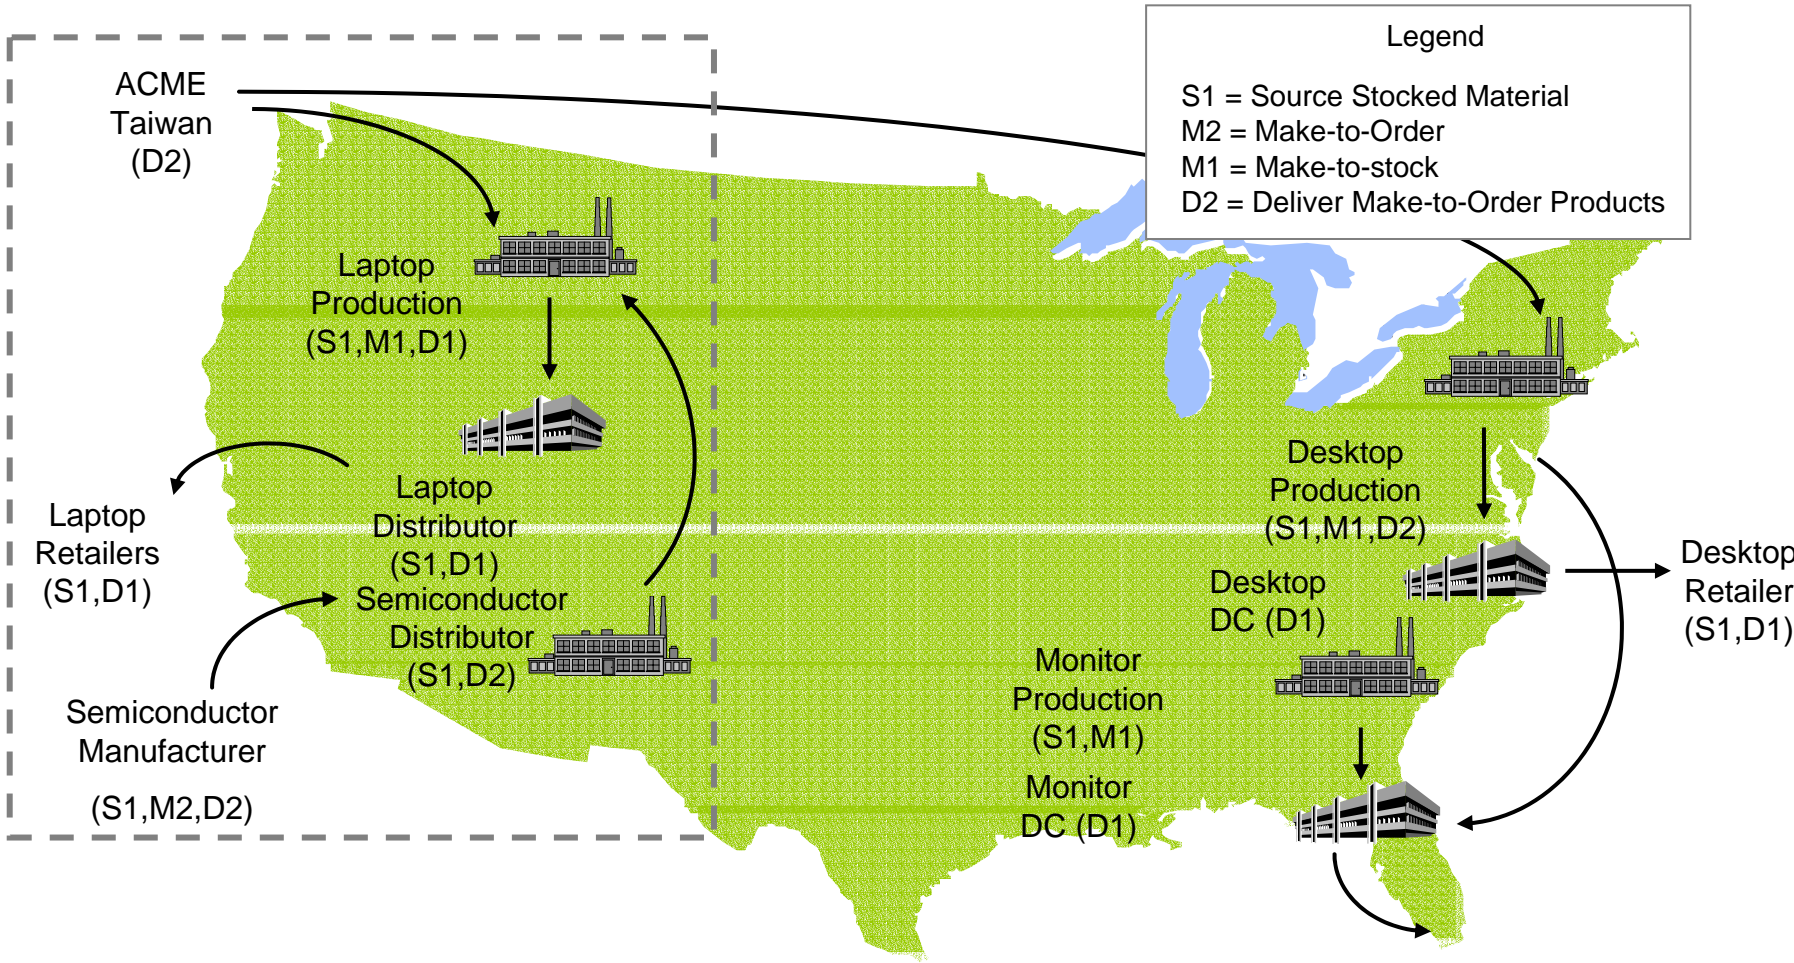 Legend
S1 = Source Stocked Material
M2 = Make-to-Order
M1 = Make-to-stock
D2 = Deliver Make-to-Order Products
ACME
Taiwan
(D2)
Laptop
Production
(S1,M1,D1)
Laptop
Distributor
(S1,D1)
Laptop
Retailers
(S1,D1)
Semiconductor
Distributor
(S1,D2)
Semiconductor
Manufacturer
(S1,M2,D2)
Desktop
Production
(S1,M1,D2)
Desktop
DC (D1)
Desktop
Retailer
(S1,D1)
Monitor
Production
(S1,M1)
Monitor
DC (D1)